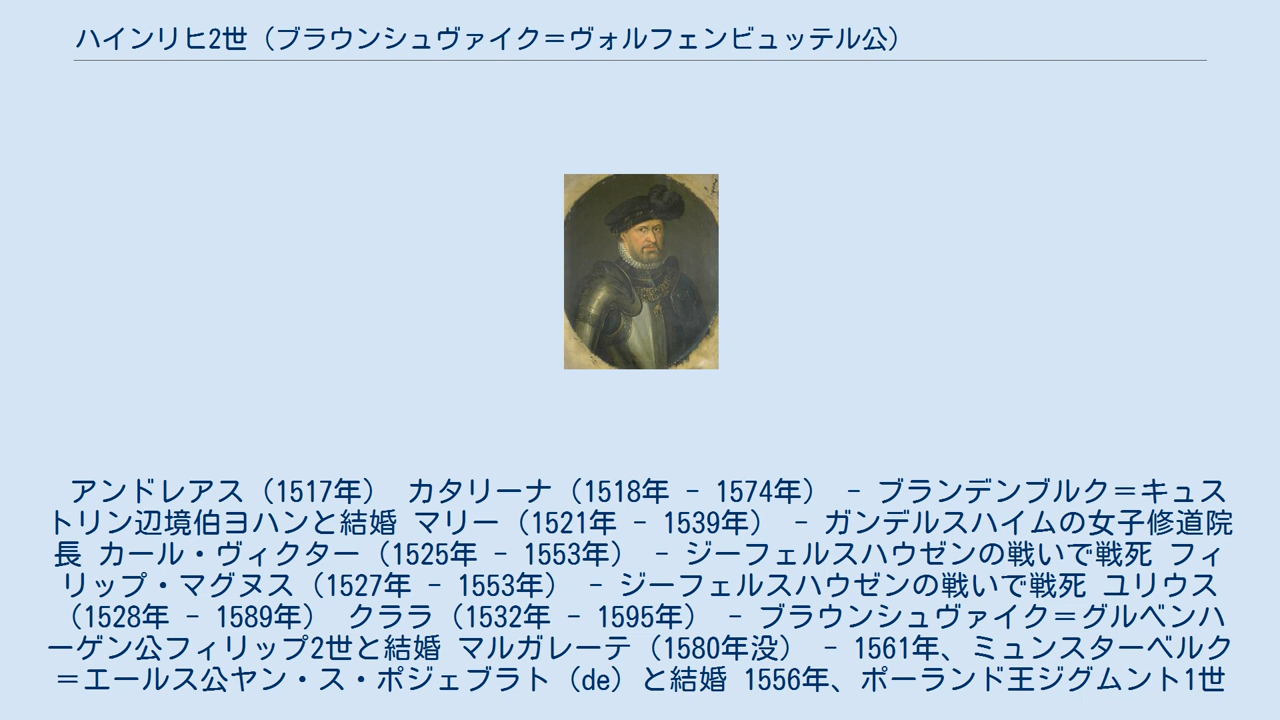 ハインリヒ2世（ブラウンシュヴァイク＝ヴォルフェンビュッテル公）
アンドレアス（1517年） カタリーナ（1518年 - 1574年） - ブランデンブルク＝キュス
トリン辺境伯ヨハンと結婚 マリー（1521年 - 1539年） - ガンデルスハイムの女子修道院
長 カール・ヴィクター（1525年 - 1553年） - ジーフェルスハウゼンの戦いで戦死 フィ
リップ・マグヌス（1527年 - 1553年） - ジーフェルスハウゼンの戦いで戦死 ユリウス
（1528年 - 1589年） クララ（1532年 - 1595年） - ブラウンシュヴァイク＝グルベンハ
ーゲン公フィリップ2世と結婚 マルガレーテ（1580年没） - 1561年、ミュンスターベルク
＝エールス公ヤン・ス・ポジェブラト（de）と結婚 1556年、ポーランド王ジグムント1世